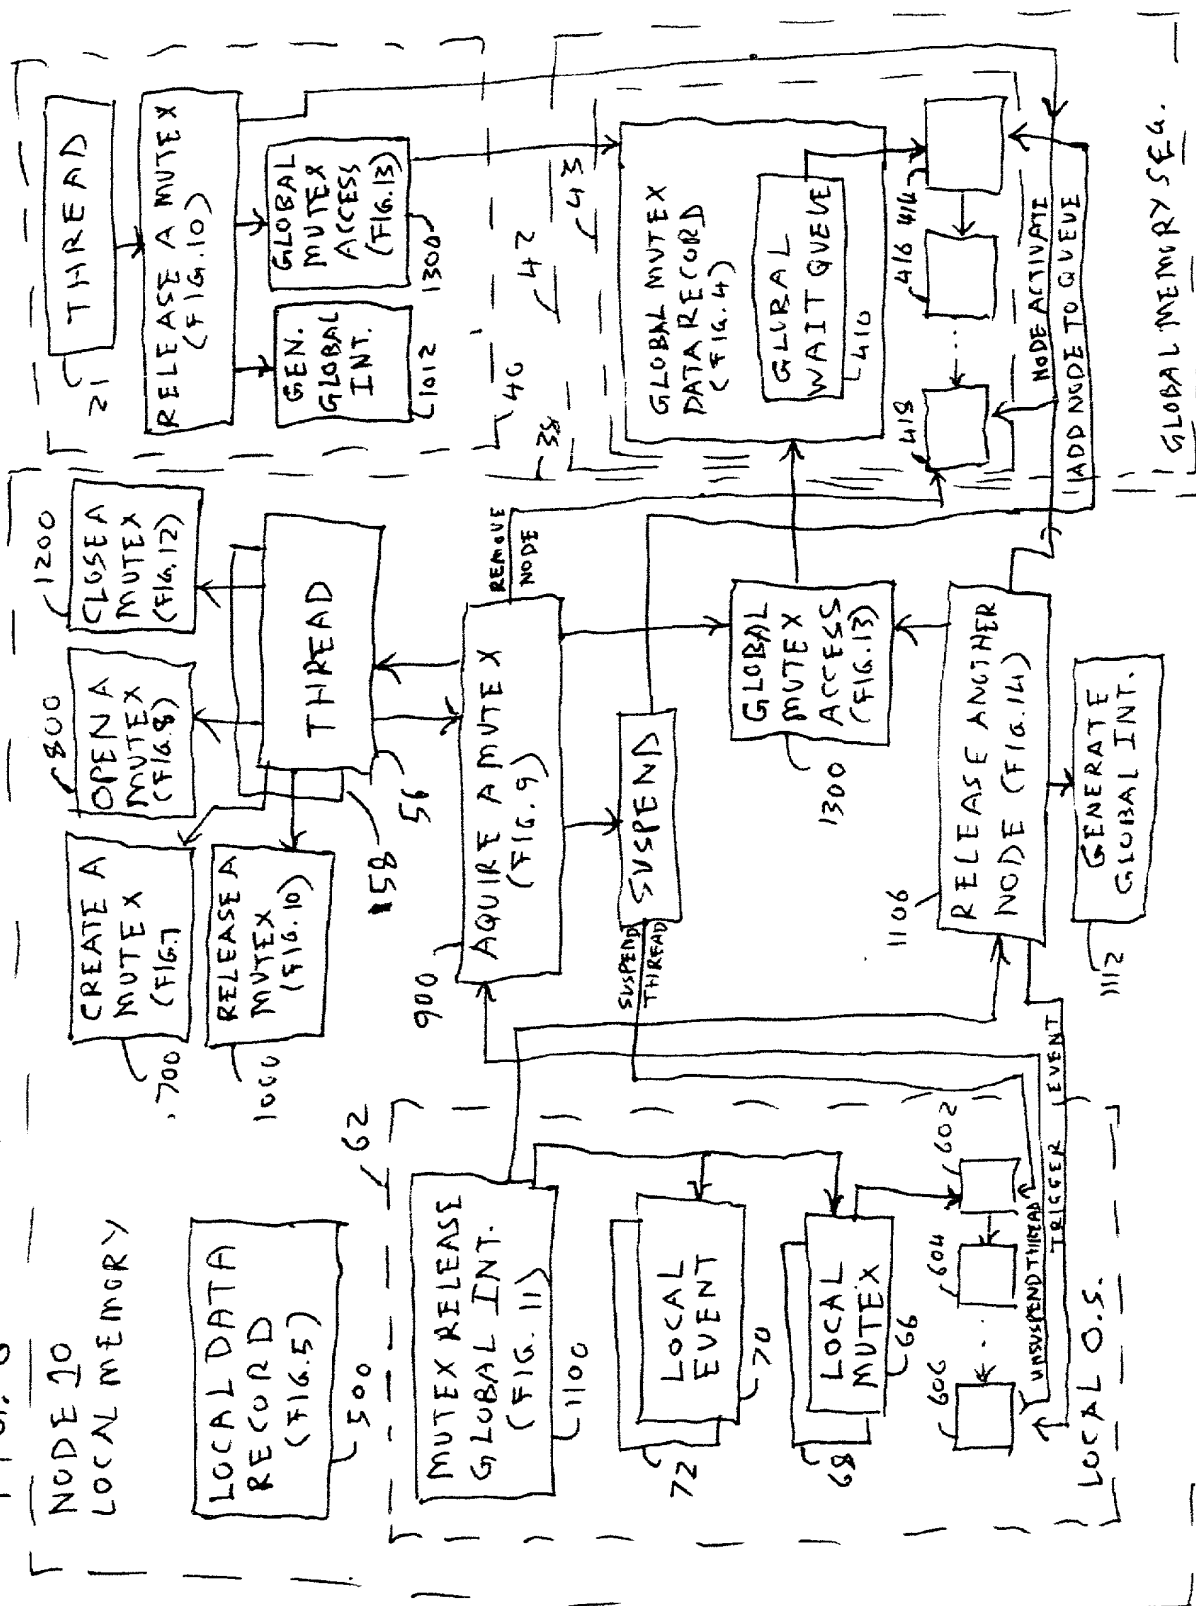 NODE 10
LOCAL MEMORY
LOCAL DATA
RECORD
(FIG.5)
500
62
MUTEX RELEASE
GLOBAL INT.
(FIG. 11)
1100
LOCAL
EVENT
70
72
LOCAL
MUTEX
66
68
602
604
606
UNSUSPEND THREAD
TRIGGER EVENT
LOCAL O.S.
CREATE A
MUTEX
(FIG.7
700
RELEASE A
MUTEX
(FIG.10)
1000
OPEN A
MUTEX
(FIG.8)
800
CLOSE A
MUTEX
(FIG.12)
1200
THREAD
56
58
AQUIRE A MUTEX
(FIG.9)
900
REMOVE
NODE
SUSPEND
SUSPEND
THREAD
GLOBAL
MUTEX
ACCESS
(FIG.13)
1300
RELEASE ANOTHER
NODE (FIG.14)
1106
GENERATE
GLOBAL INT.
1112
THREAD
21
RELEASE A MUTEX
(FIG.10)
GEN.
GLOBAL
INT.
1012
GLOBAL
MUTEX
ACCESS
(FIG.13)
1300
40
38
42
43
GLOBAL MUTEX
DATA RECORD
(FIG.4)
GLOBAL
WAIT QUEUE
410
418
416
414
NODE ACTIVATE
ADD NODE TO QUEUE
GLOBAL MEMORY SEG.